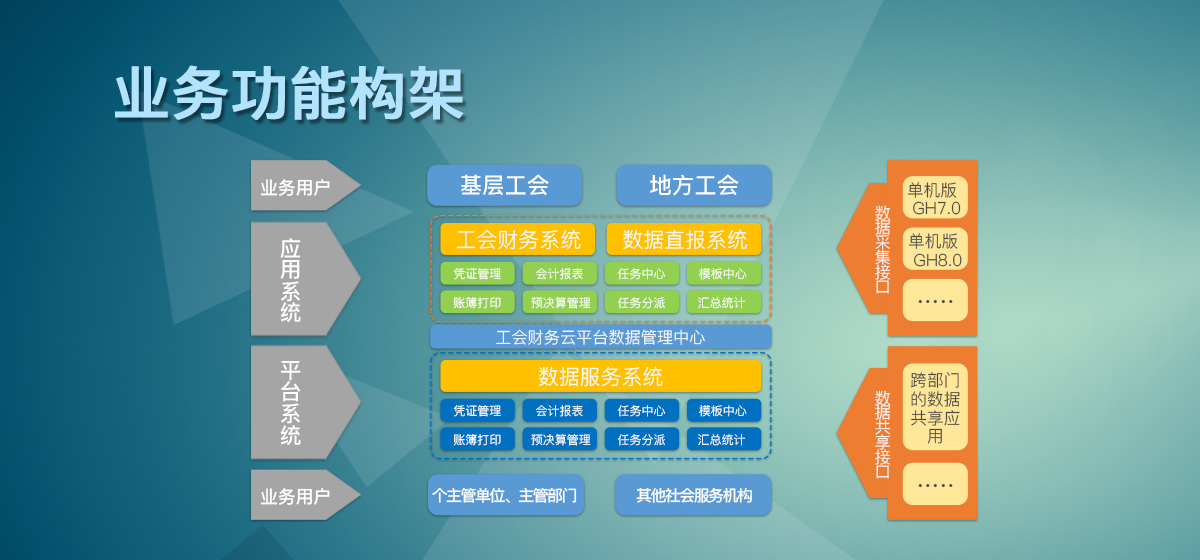 业务功能构架
业务用户
基层工会
地方工会
应用系统
工会财务系统
数据直报系统
凭证管理
会计报表
任务中心
模板中心
账簿打印
预决算管理
任务分派
汇总统计
工会财务云平台数据管理中心
平台系统
数据服务系统
凭证管理
会计报表
任务中心
模板中心
账簿打印
预决算管理
任务分派
汇总统计
业务用户
个主管单位、主管部门
其他社会服务机构
数据采集接口
单机版
GH7.0
单机版
GH8.0
·····
数据共享接口
跨部门
的数据
共享应
用
·····